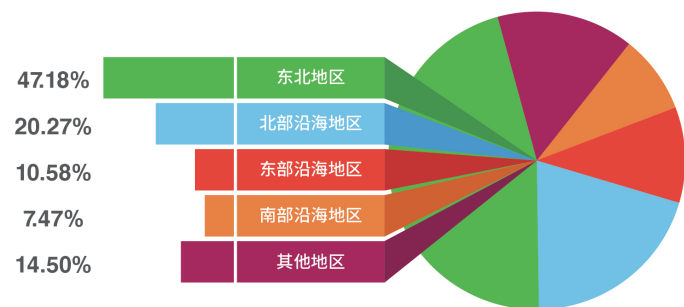 47.18% 东北地区
20.27% 北部沿海地区
10.58% 东部沿海地区
7.47% 南部沿海地区
14.50% 其他地区